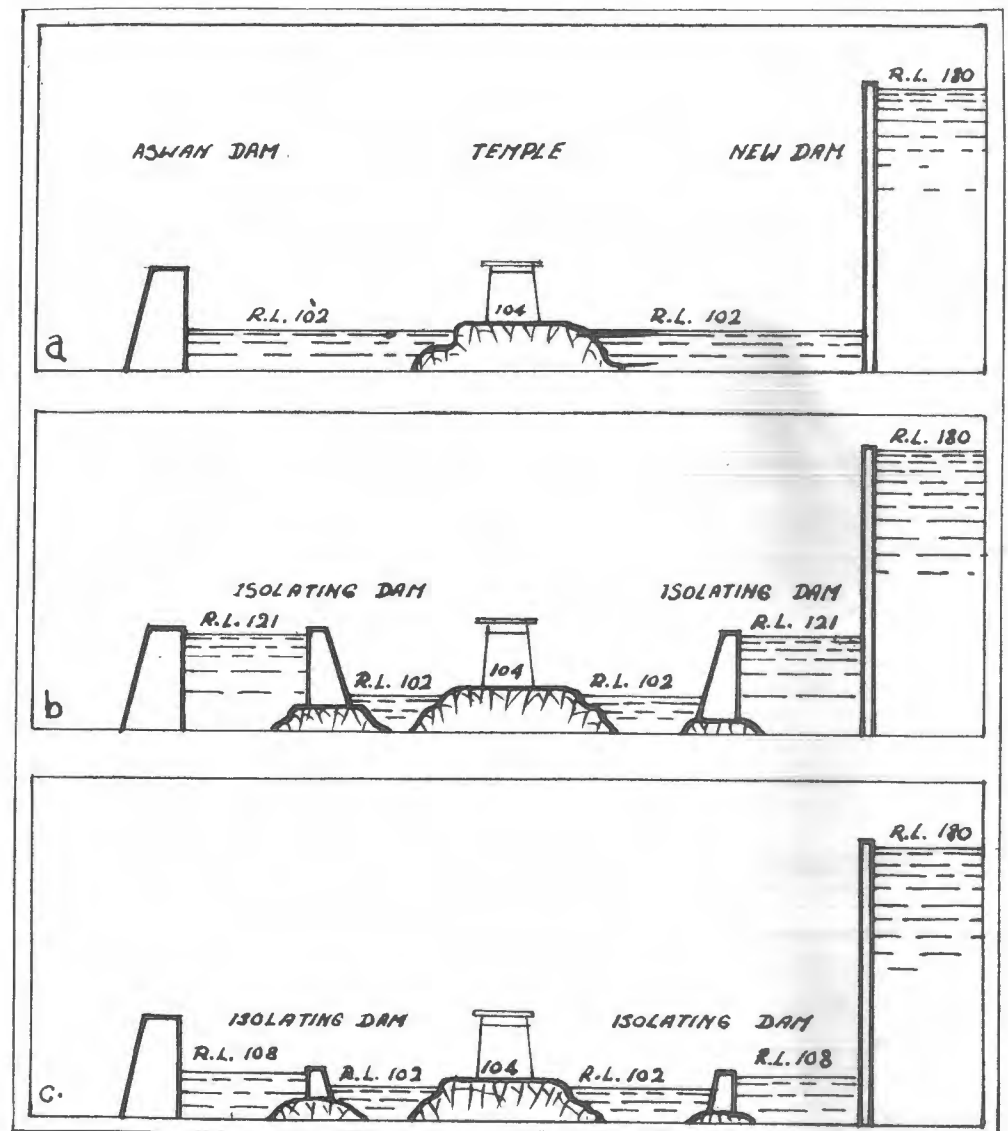 R.L. 180
ASWAN DAM TEMPLE NEW DAM
R.L. 102 104 R.L. 102
a
R.L. 180
ISOLATING DAM ISOLATING DAM
R.L. 121 R.L. 121
R.L. 102 104 R.L. 102
b
R.L. 180
ISOLATING DAM ISOLATING DAM
R.L. 108 R.L. 108
R.L. 102 104 R.L. 102
c.